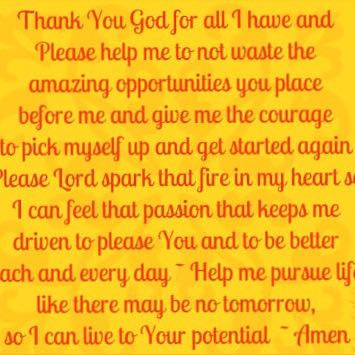 Thank You God for all I have and
Please help me to not waste the
amazing opportunities you place
before me and give me the courage
to pick myself up and get started again
Please Lord spark that fire in my heart so
I can feel that passion that keeps me
driven to please You and to be better
each and every day ~ Help me pursue life
like there may be no tomorrow,
so I can live to Your potential ~ Amen